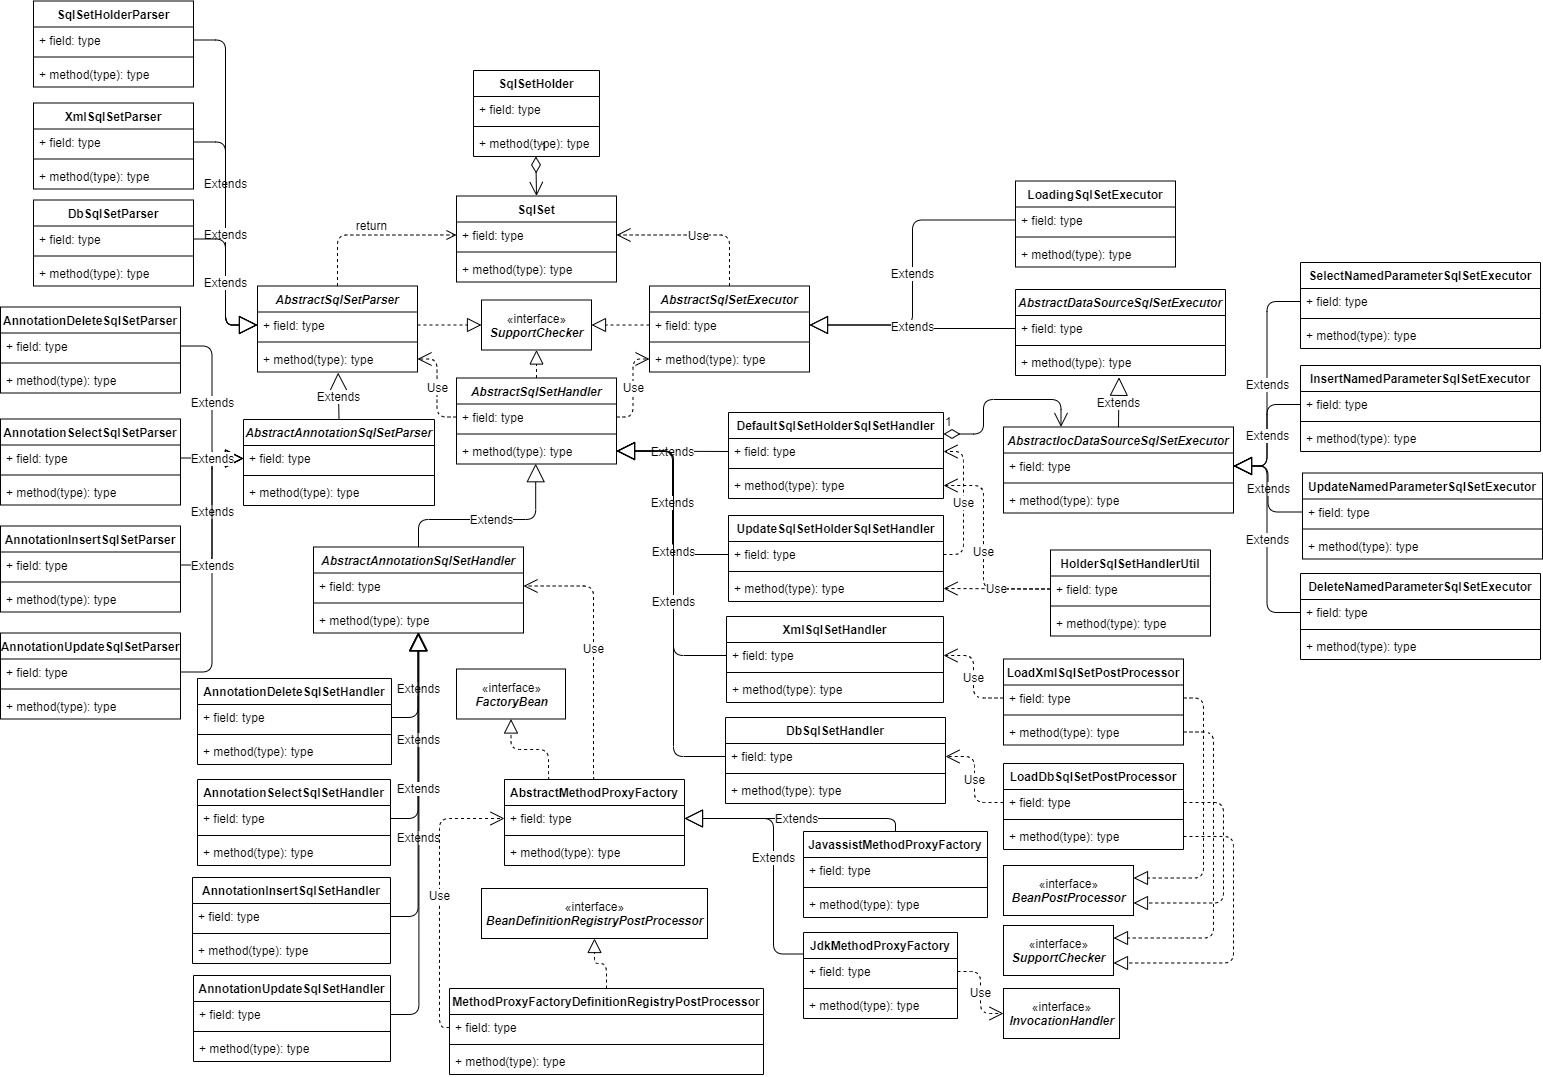 SqlSetHolderParser
+ field: type
+ method(type): type
XmlSqlSetParser
+ field: type
+ method(type): type
DbSqlSetParser
+ field: type
+ method(type): type
Extends
Extends
Extends
SqlSetHolder
+ field: type
+ method(type): type
SqlSet
+ field: type
+ method(type): type
return
Use
AbstractSqlSetParser
+ field: type
+ method(type): type
«interface»
SupportChecker
AbstractSqlSetExecutor
+ field: type
+ method(type): type
LoadingSqlSetExecutor
+ field: type
+ method(type): type
Extends
Extends
AbstractDataSourceSqlSetExecutor
+ field: type
+ method(type): type
Extends
SelectNamedParameterSqlSetExecutor
+ field: type
+ method(type): type
InsertNamedParameterSqlSetExecutor
+ field: type
+ method(type): type
UpdateNamedParameterSqlSetExecutor
+ field: type
+ method(type): type
DeleteNamedParameterSqlSetExecutor
+ field: type
+ method(type): type
Extends
Extends
Extends
Extends
AnnotationDeleteSqlSetParser
+ field: type
+ method(type): type
AnnotationSelectSqlSetParser
+ field: type
+ method(type): type
AnnotationInsertSqlSetParser
+ field: type
+ method(type): type
AnnotationUpdateSqlSetParser
+ field: type
+ method(type): type
Extends
Extends
Extends
Extends
Extends
AbstractAnnotationSqlSetParser
+ field: type
+ method(type): type
Use
Use
AbstractSqlSetHandler
+ field: type
+ method(type): type
Extends
DefaultSqlSetHolderSqlSetHandler
+ field: type
+ method(type): type
1
AbstractIocDataSourceSqlSetExecutor
+ field: type
+ method(type): type
Extends
Extends
Extends
Extends
UpdateSqlSetHolderSqlSetHandler
+ field: type
+ method(type): type
Use
Use
Use
HolderSqlSetHandlerUtil
+ field: type
+ method(type): type
AbstractAnnotationSqlSetHandler
+ field: type
+ method(type): type
XmlSqlSetHandler
+ field: type
+ method(type): type
Use
LoadXmlSqlSetPostProcessor
+ field: type
+ method(type): type
DbSqlSetHandler
+ field: type
+ method(type): type
Use
LoadDbSqlSetPostProcessor
+ field: type
+ method(type): type
AnnotationDeleteSqlSetHandler
+ field: type
+ method(type): type
AnnotationSelectSqlSetHandler
+ field: type
+ method(type): type
AnnotationInsertSqlSetHandler
+ field: type
+ method(type): type
AnnotationUpdateSqlSetHandler
+ field: type
+ method(type): type
Extends
Extends
Extends
Extends
«interface»
FactoryBean
Use
AbstractMethodProxyFactory
+ field: type
+ method(type): type
Use
«interface»
BeanDefinitionRegistryPostProcessor
MethodProxyFactoryDefinitionRegistryPostProcessor
+ field: type
+ method(type): type
Extends
Extends
JavassistMethodProxyFactory
+ field: type
+ method(type): type
JdkMethodProxyFactory
+ field: type
+ method(type): type
Use
«interface»
BeanPostProcessor
«interface»
SupportChecker
«interface»
InvocationHandler